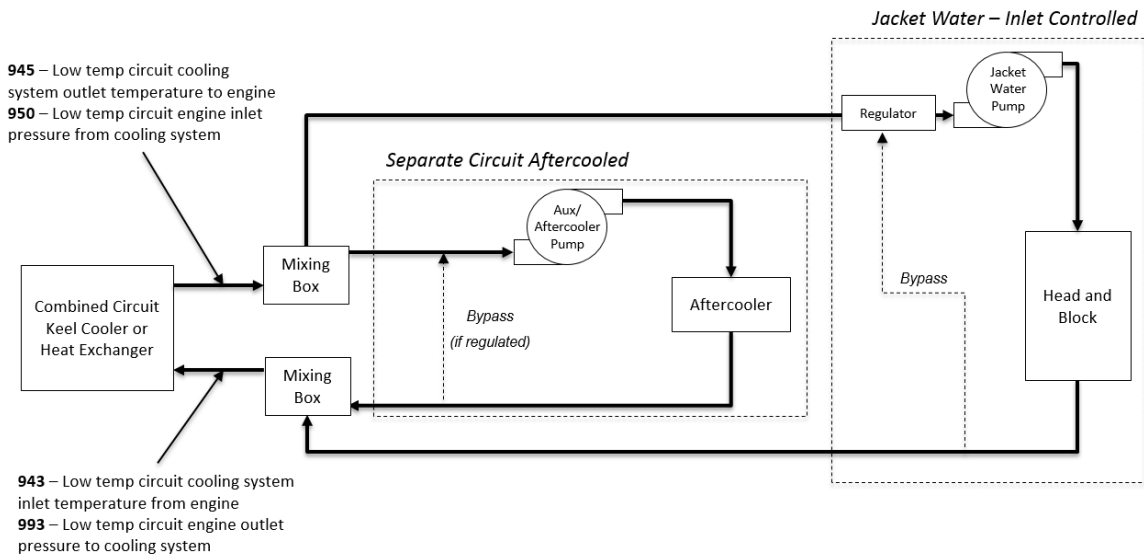 Jacket Water – Inlet Controlled
945 – Low temp circuit cooling
system outlet temperature to engine
950 – Low temp circuit engine inlet
pressure from cooling system
Jacket
Water
Pump
Regulator
Separate Circuit Aftercooled
Aux/
Aftercooler
Pump
Mixing
Box
Combined Circuit
Keel Cooler or
Heat Exchanger
Bypass
(if regulated)
Aftercooler
Bypass
Head and
Block
Mixing
Box
943 – Low temp circuit cooling system
inlet temperature from engine
993 – Low temp circuit engine outlet
pressure to cooling system